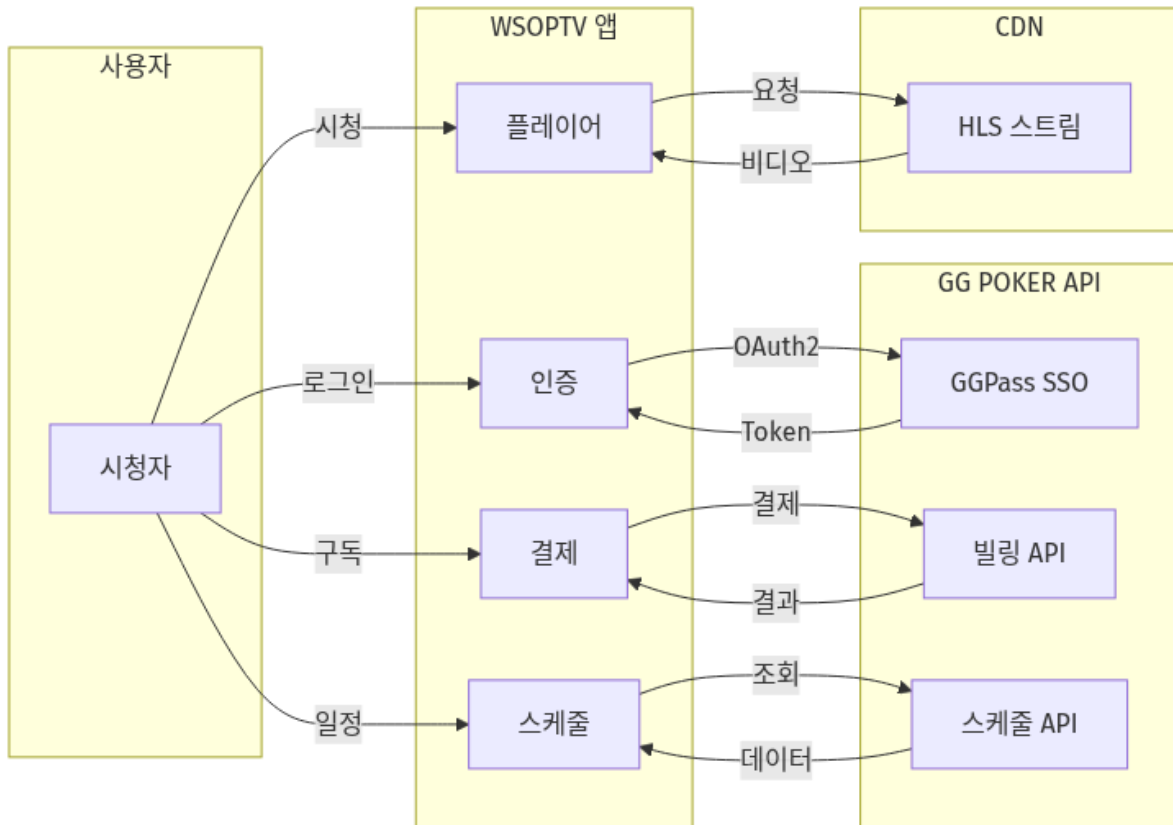 사용자
WSOPTV 앱
CDN
시청
플레이어
요청
비디오
HLS 스트림
GG POKER API
로그인
인증
OAuth2
Token
GGPass SSO
시청자
구독
결제
결제
결과
빌링 API
일정
스케줄
조회
데이터
스케줄 API